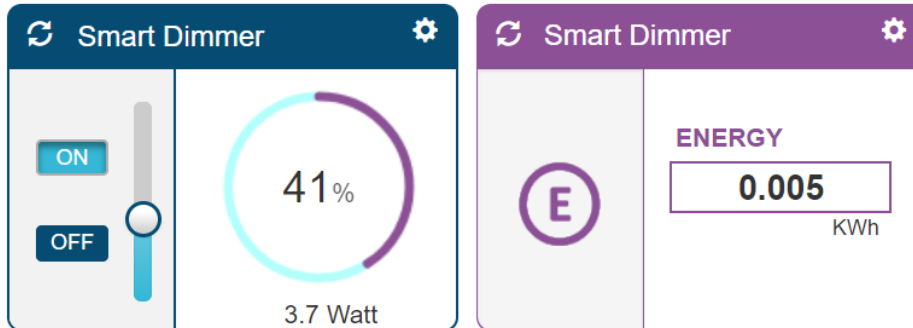 Smart Dimmer
ON
OFF
41%
3.7 Watt
Smart Dimmer
E
ENERGY
0.005
KWh